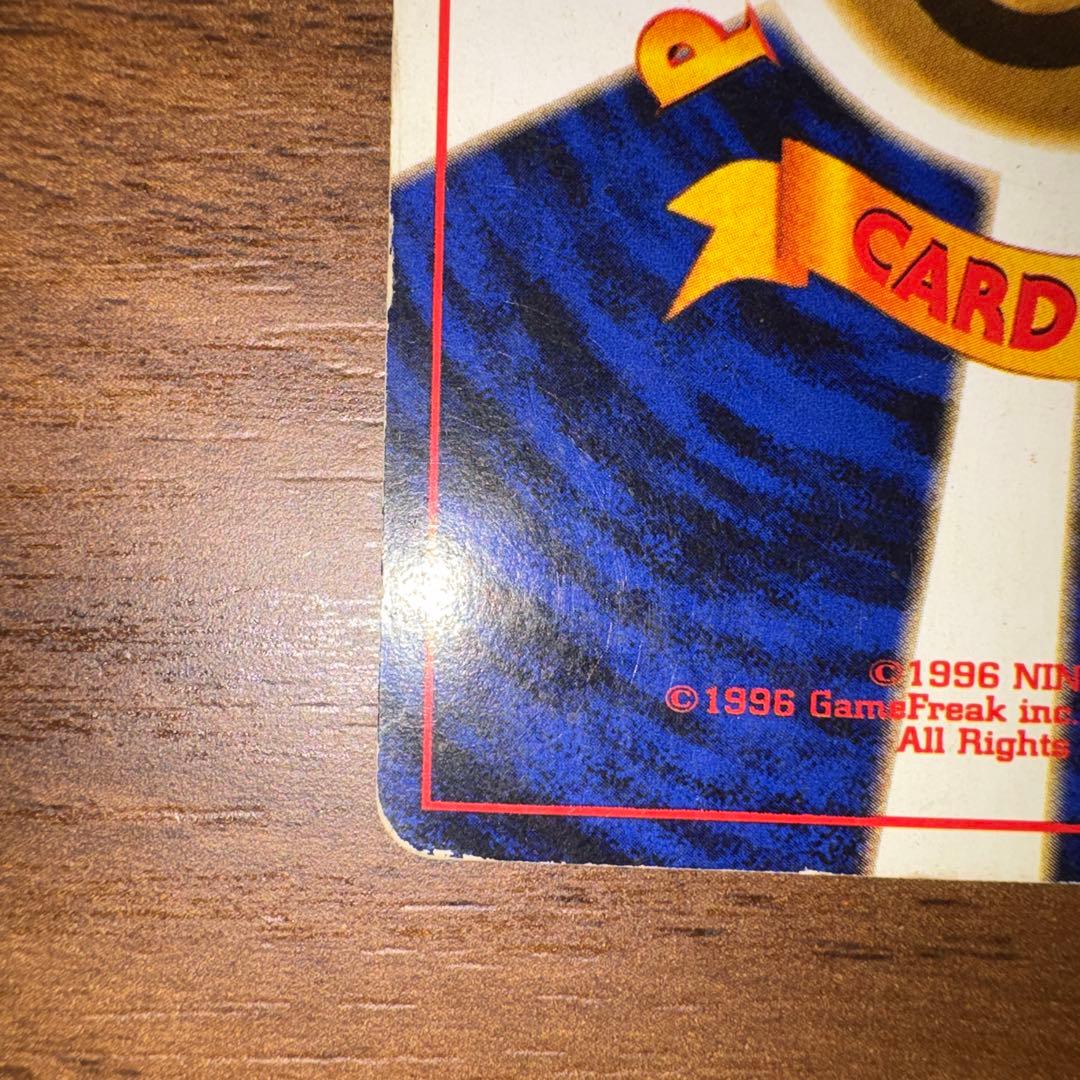 P
CARD
©1996 NIN
©1996 GameFreak inc.
All Rights